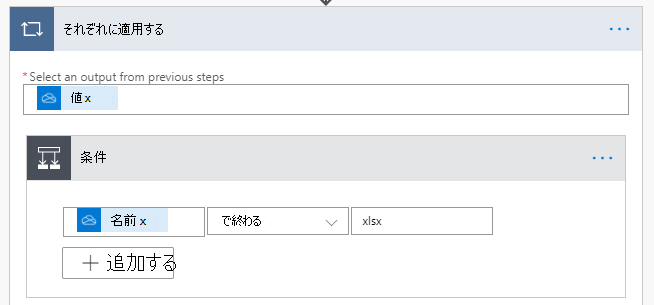 それぞれに適用する
*Select an output from previous steps
値 x
条件
名前 x で終わる xlsx
追加する